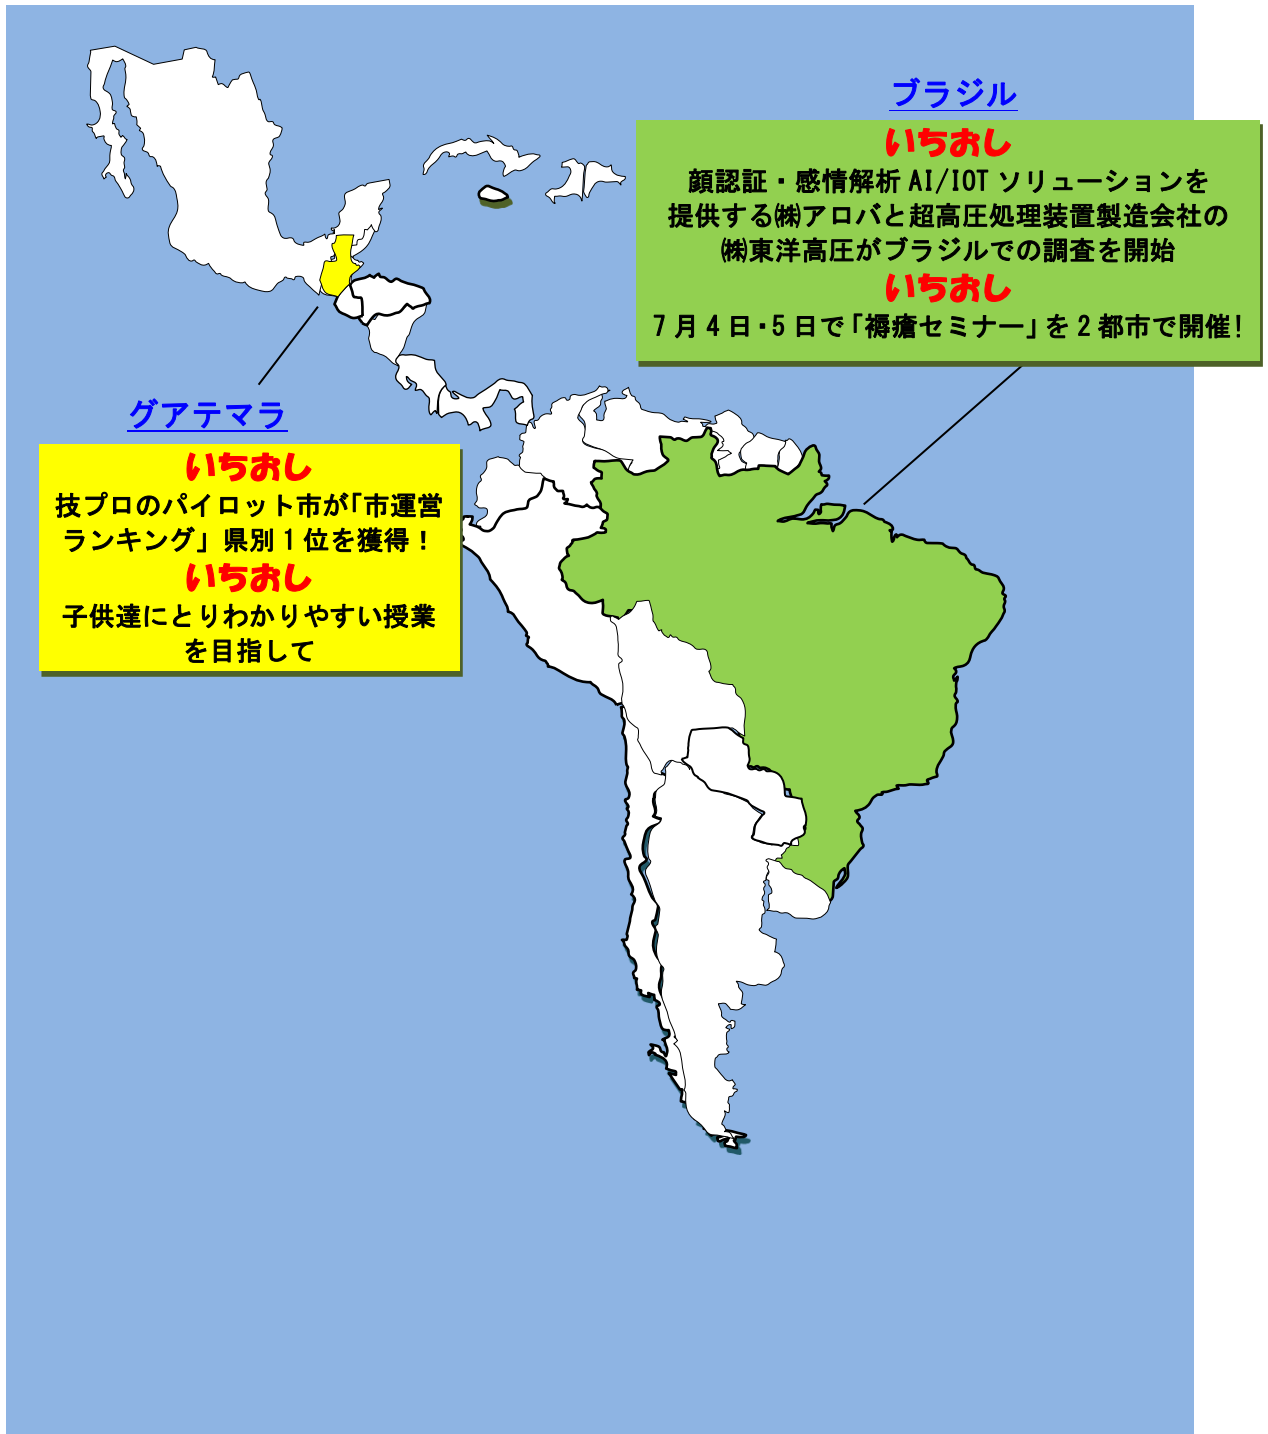 ブラジル
いちおし
顔認証・感情解析 AI/IOT ソリューションを
提供する㈱アロバと超高圧処理装置製造会社の
㈱東洋高圧がブラジルでの調査を開始
いちおし
7月4日・5日で「褥瘡セミナー」を2都市で開催!
グアテマラ
いちおし
技プロのパイロット市が「市運営
ランキング」県別1位を獲得！
いちおし
子供達にとりわかりやすい授業
を目指して